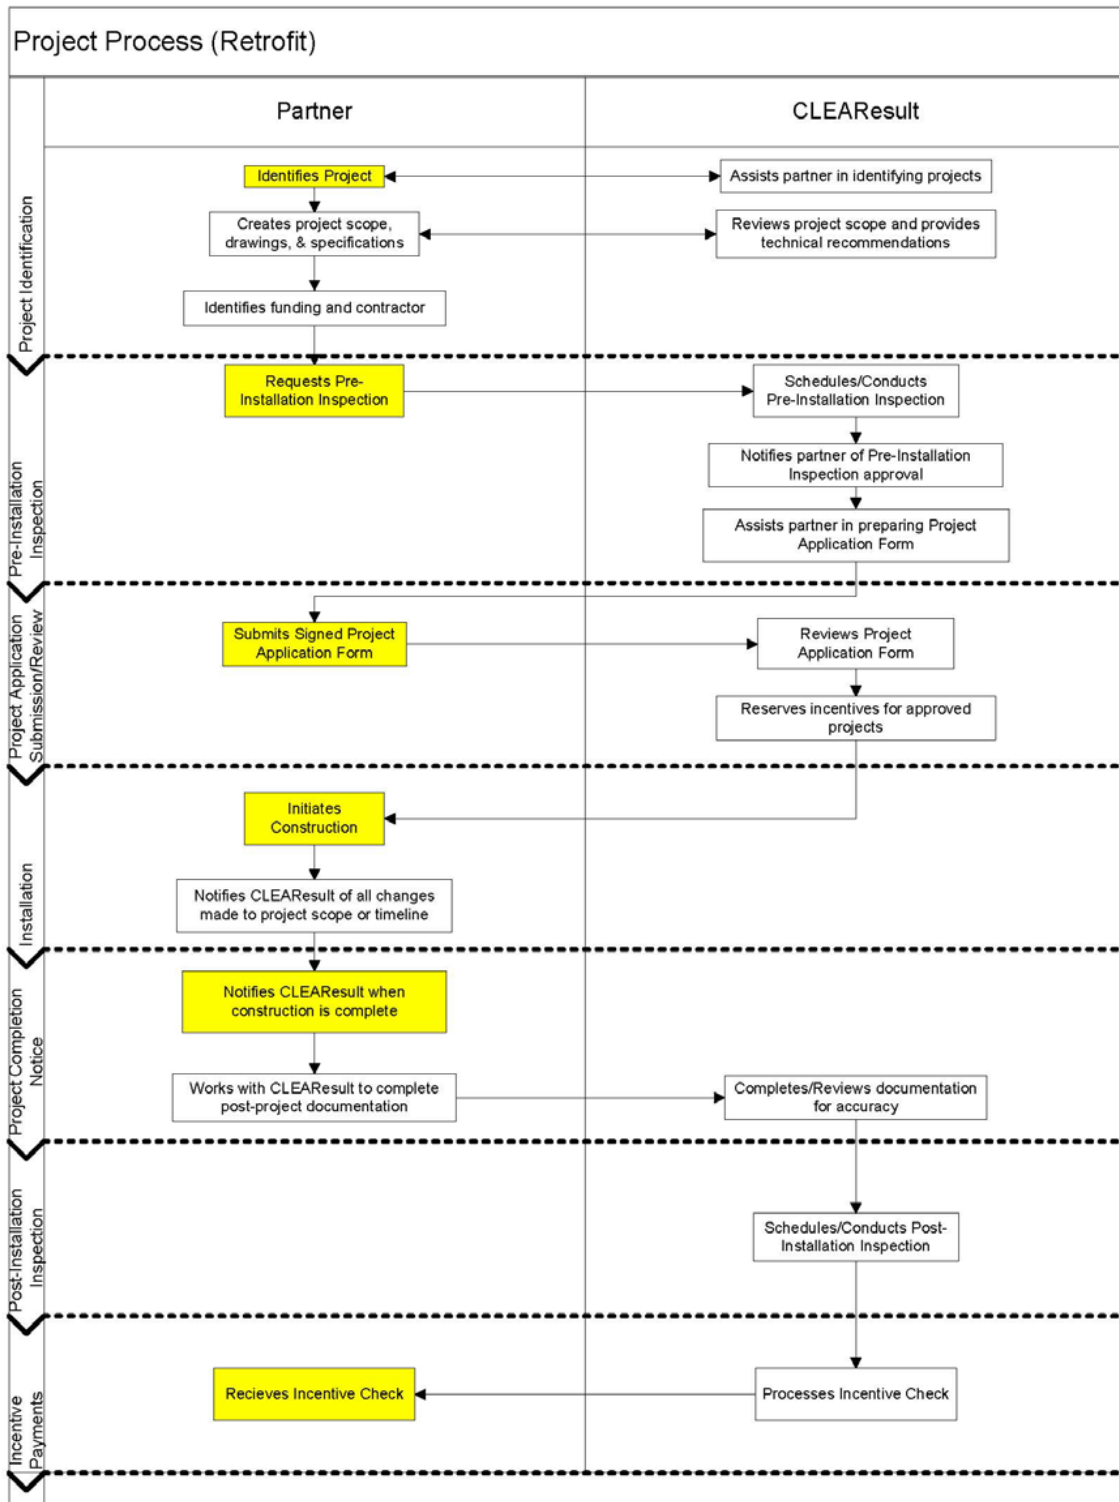 Project Process (Retrofit)
Partner
CLEAResult
Project Identification
Identifies Project
Assists partner in identifying projects
Creates project scope,
drawings, & specifications
Reviews project scope and provides
technical recommendations
Identifies funding and contractor
Pre-Installation
Inspection
Requests Pre-
Installation Inspection
Schedules/Conducts
Pre-Installation Inspection
Notifies partner of Pre-Installation
Inspection approval
Assists partner in preparing Project
Application Form
Project Application
Submission/Review
Submits Signed Project
Application Form
Reviews Project
Application Form
Reserves incentives for approved
projects
Installation
Initiates
Construction
Notifies CLEAResult of all changes
made to project scope or timeline
Project Completion
Notice
Notifies CLEAResult when
construction is complete
Works with CLEAResult to complete
post-project documentation
Completes/Reviews documentation
for accuracy
Post-Installation
Inspection
Schedules/Conducts Post-
Installation Inspection
Incentive
Payments
Recieves Incentive Check
Processes Incentive Check